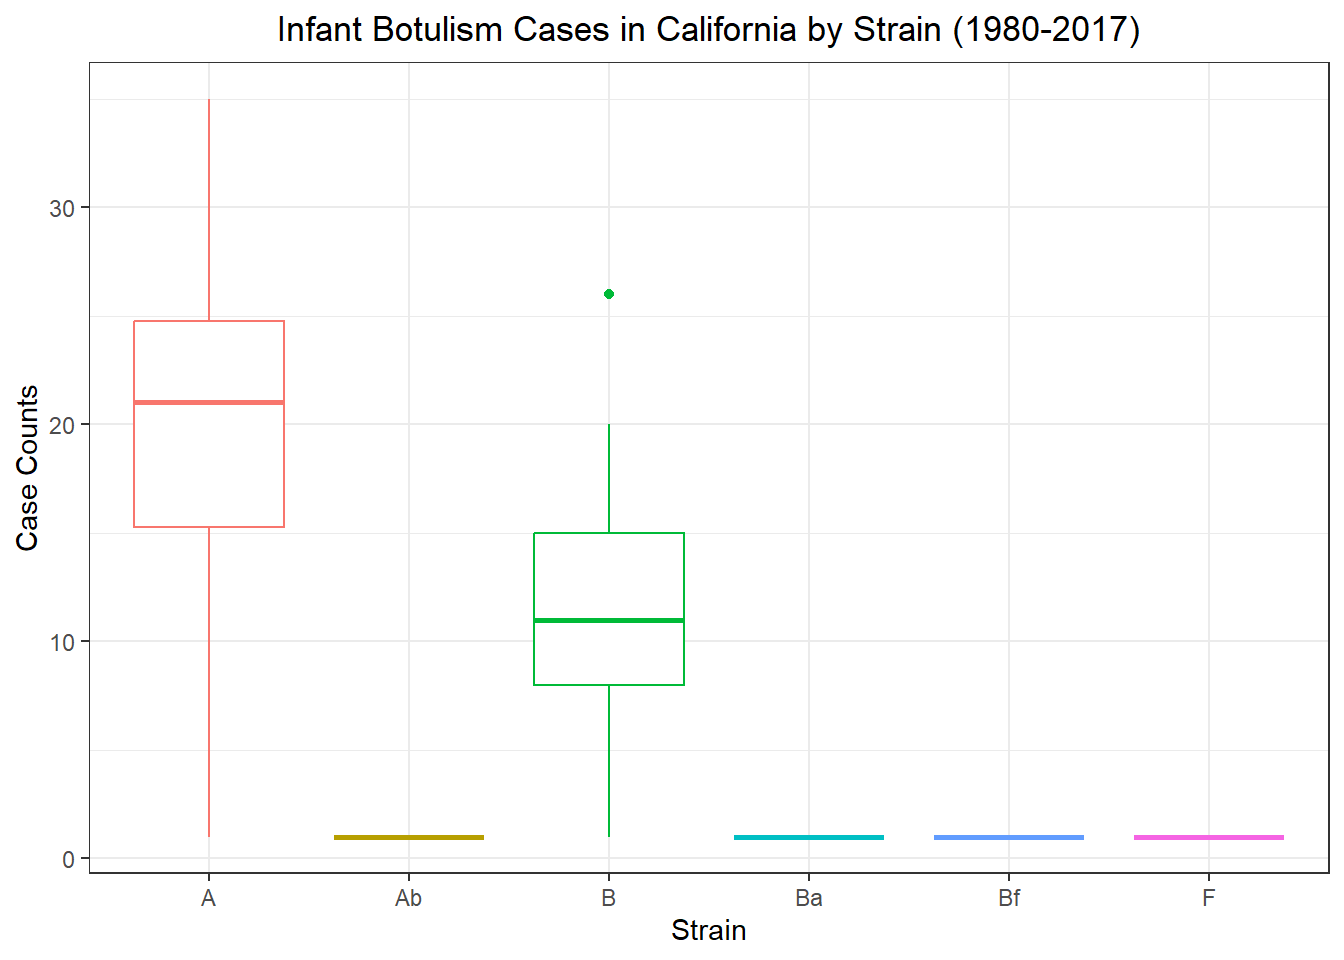 Infant Botulism Cases in California by Strain (1980-2017)
Case Counts
30
20
10
0
A Ab B Ba Bf F
Strain